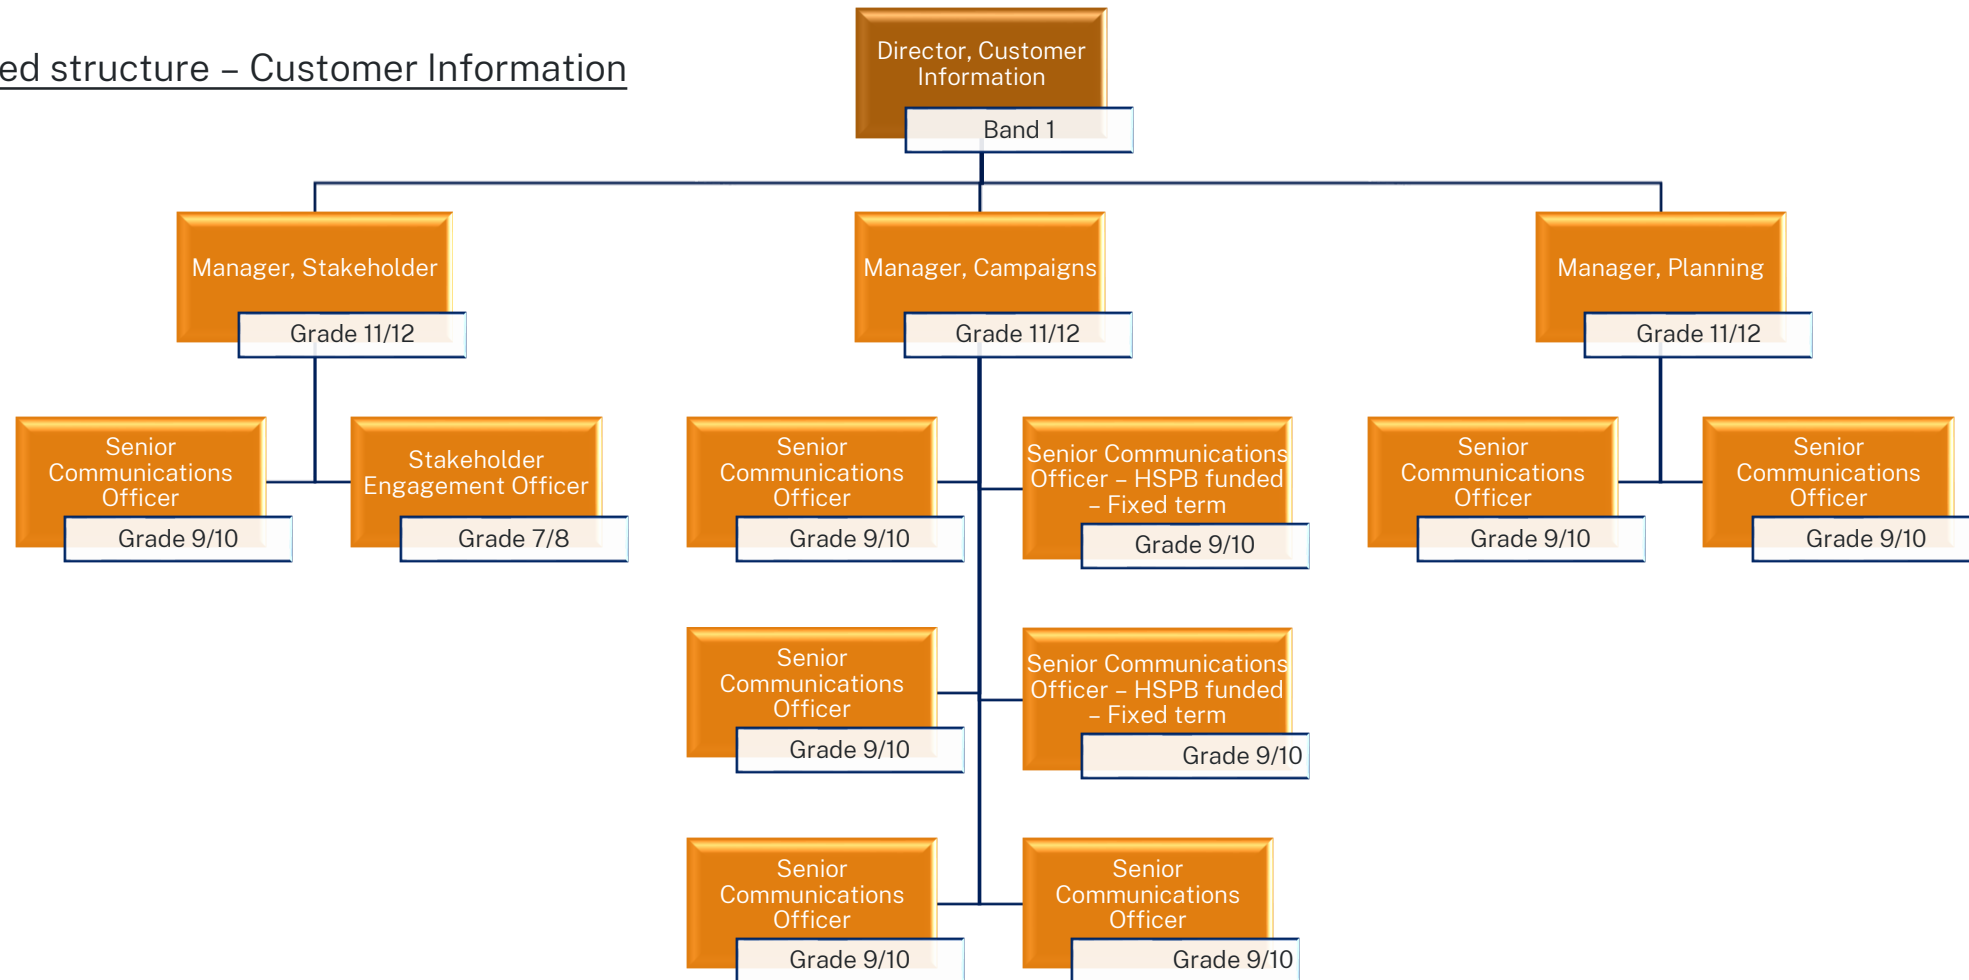 ed structure – Customer Information
Director, Customer
Information
Band 1
Manager, Stakeholder
Grade 11/12
Manager, Campaigns
Grade 11/12
Manager, Planning
Grade 11/12
Senior
Communications
Officer
Grade 9/10
Stakeholder
Engagement Officer
Grade 7/8
Senior
Communications
Officer
Grade 9/10
Senior Communications
Officer – HSPB funded
– Fixed term
Grade 9/10
Senior
Communications
Officer
Grade 9/10
Senior
Communications
Officer
Grade 9/10
Senior
Communications
Officer
Grade 9/10
Senior Communications
Officer – HSPB funded
– Fixed term
Grade 9/10
Senior
Communications
Officer
Grade 9/10
Senior
Communications
Officer
Grade 9/10